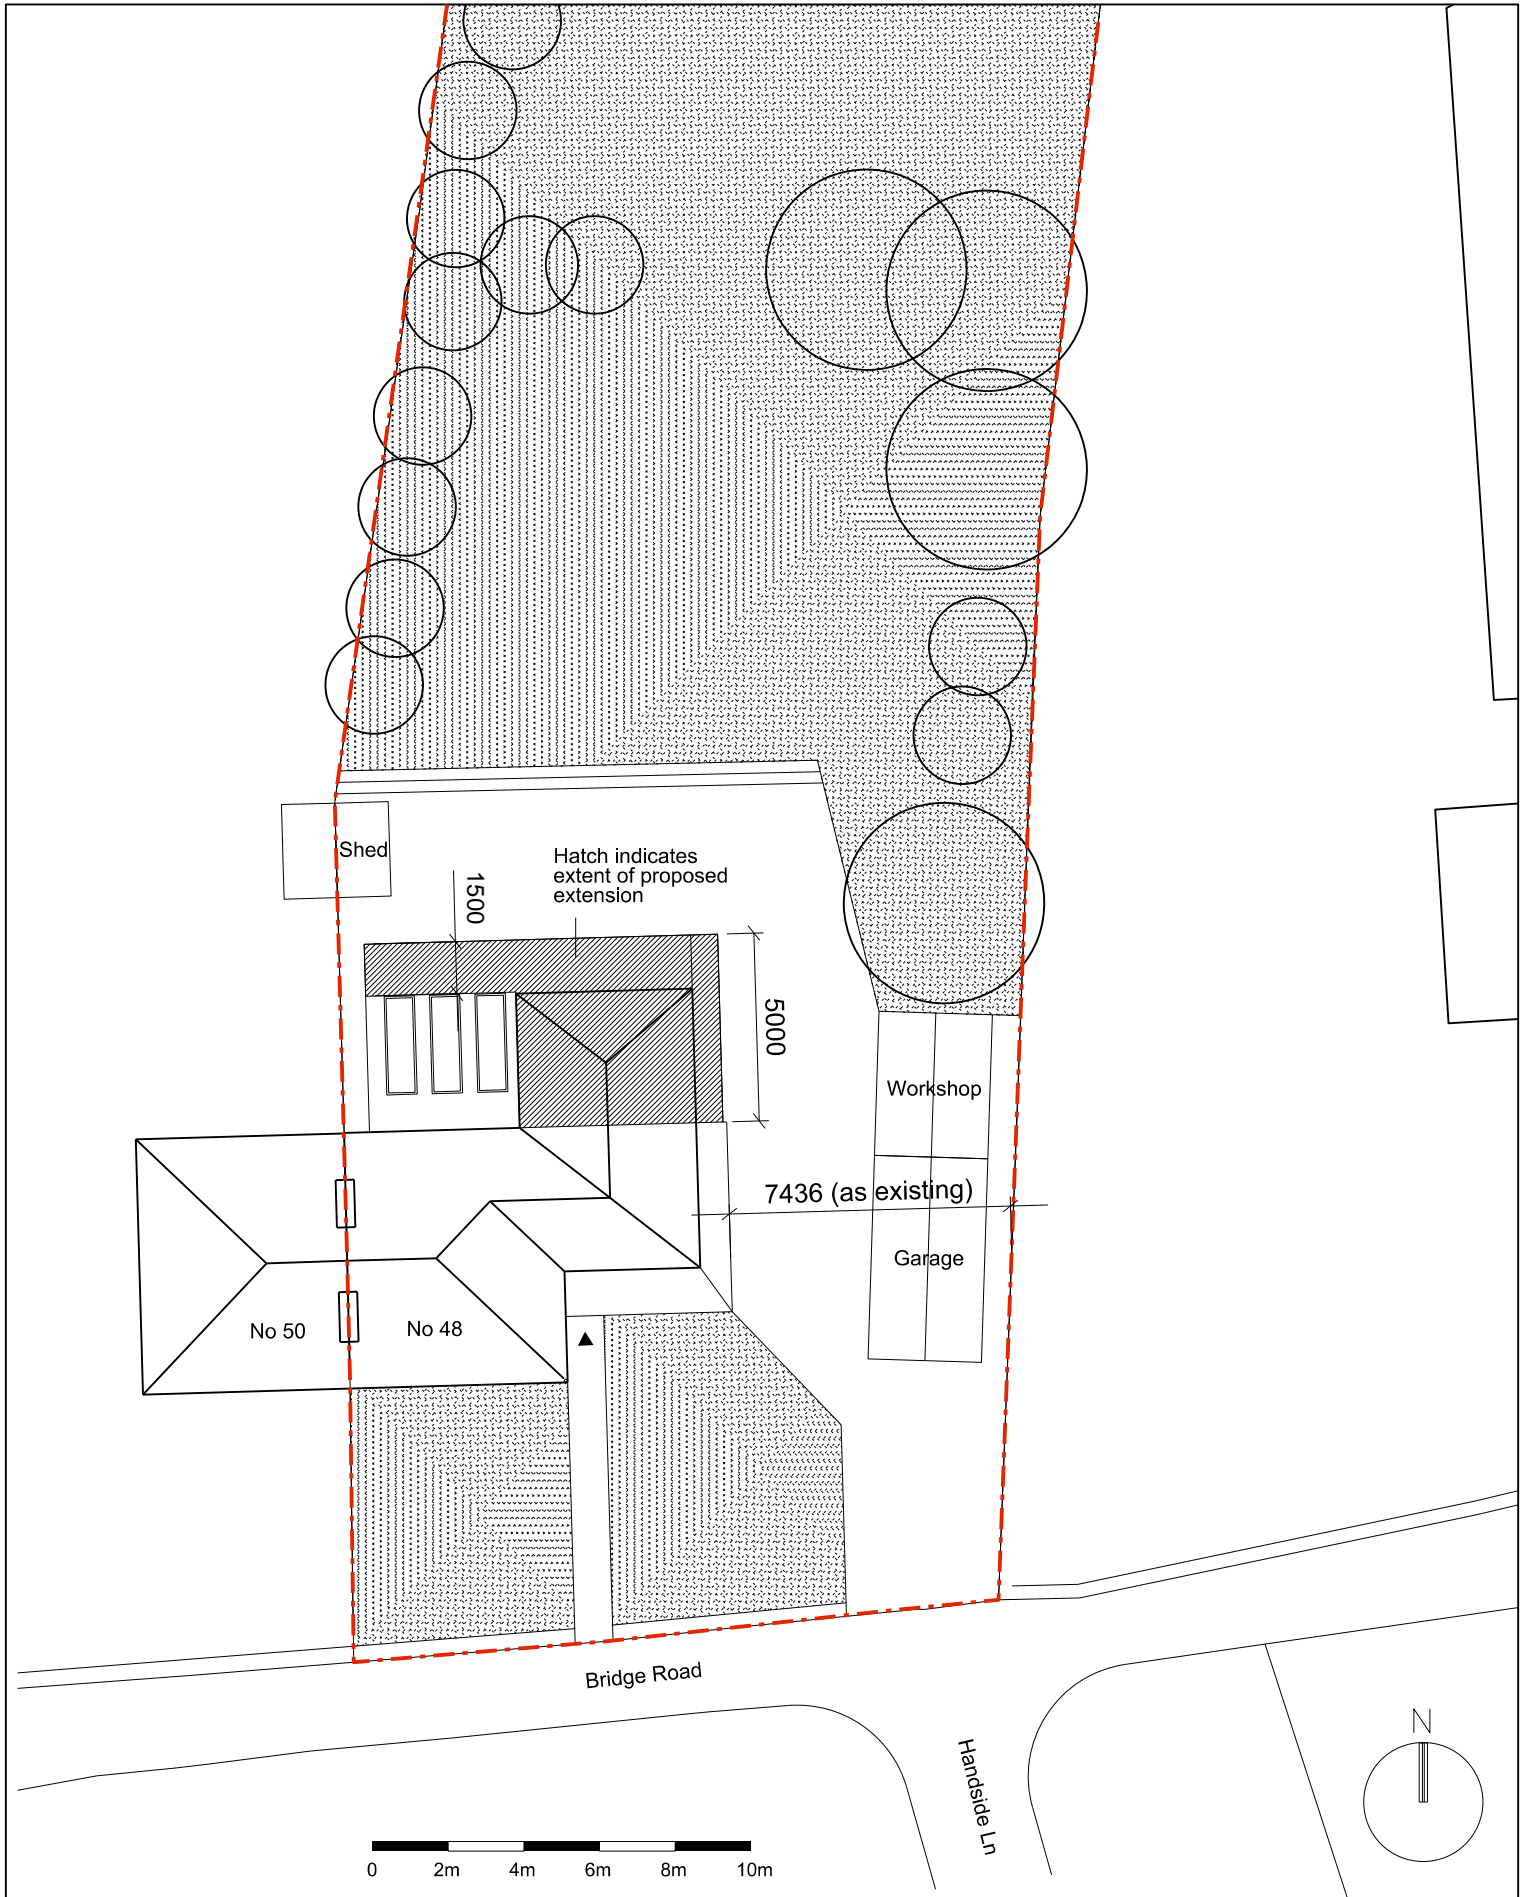 Shed
1500
Hatch indicates
extent of proposed
extension
5000
Workshop
7436 (as existing)
Garage
No 50
No 48
Bridge Road
Handside Ln
N
0 2m 4m 6m 8m 10m